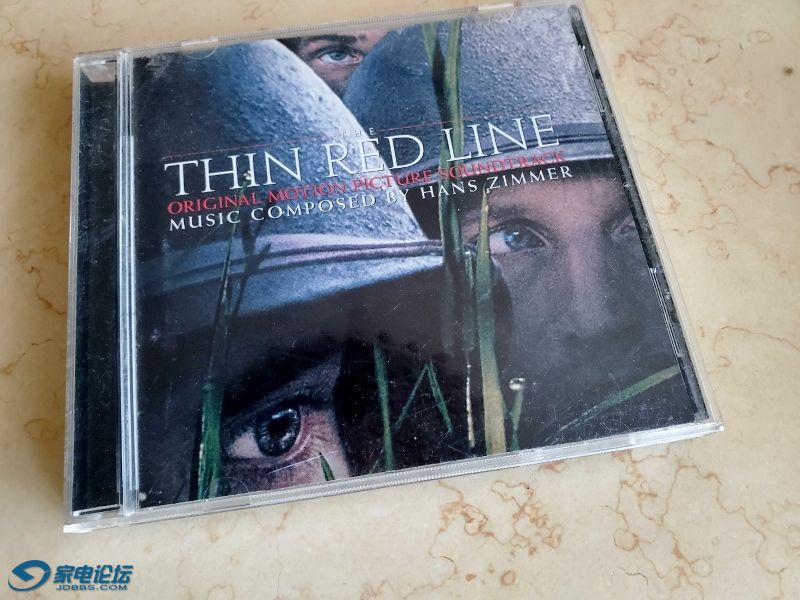 THE
THIN RED LINE
ORIGINAL MOTION PICTURE SOUNDTRACK
MUSIC COMPOSED BY HANS ZIMMER
家电论坛
JDBBS.COM